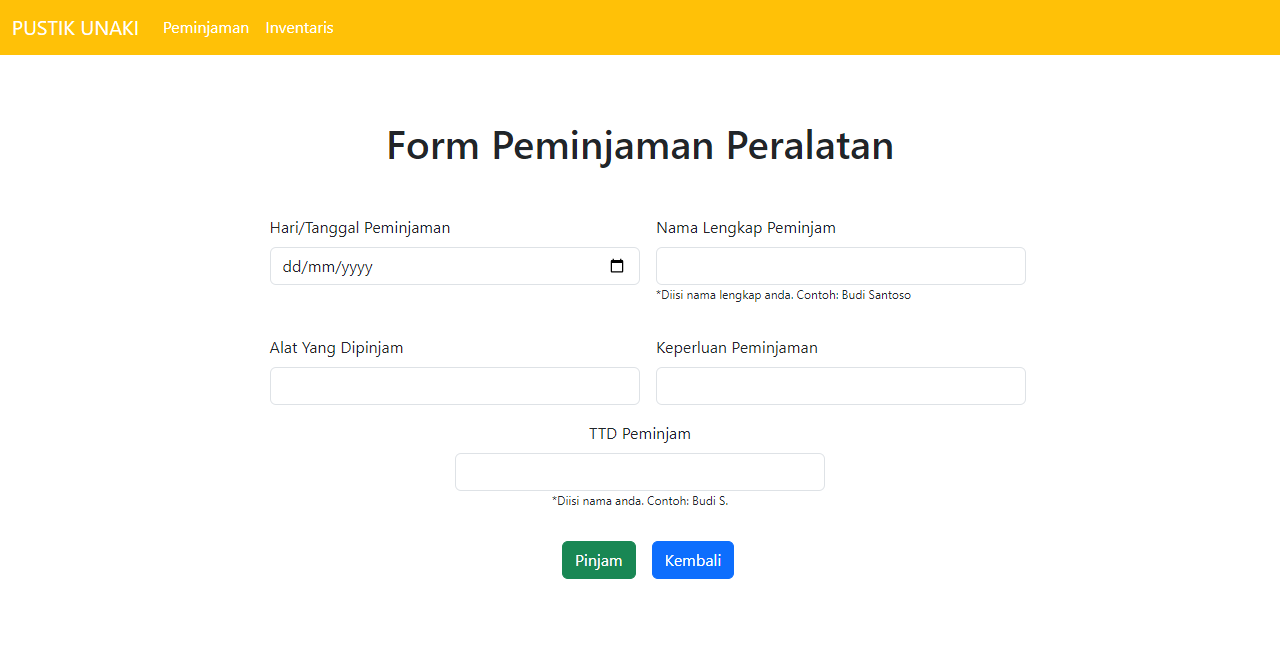 PUSTIK UNAKI Peminjaman Inventaris
Form Peminjaman Peralatan
Hari/Tanggal Peminjaman Nama Lengkap Peminjam
dd/mm/yyyy
*Diisi nama lengkap anda. Contoh: Budi Santoso
Alat Yang Dipinjam Keperluan Peminjaman
TTD Peminjam
*Diisi nama anda. Contoh: Budi S.
Pinjam Kembali